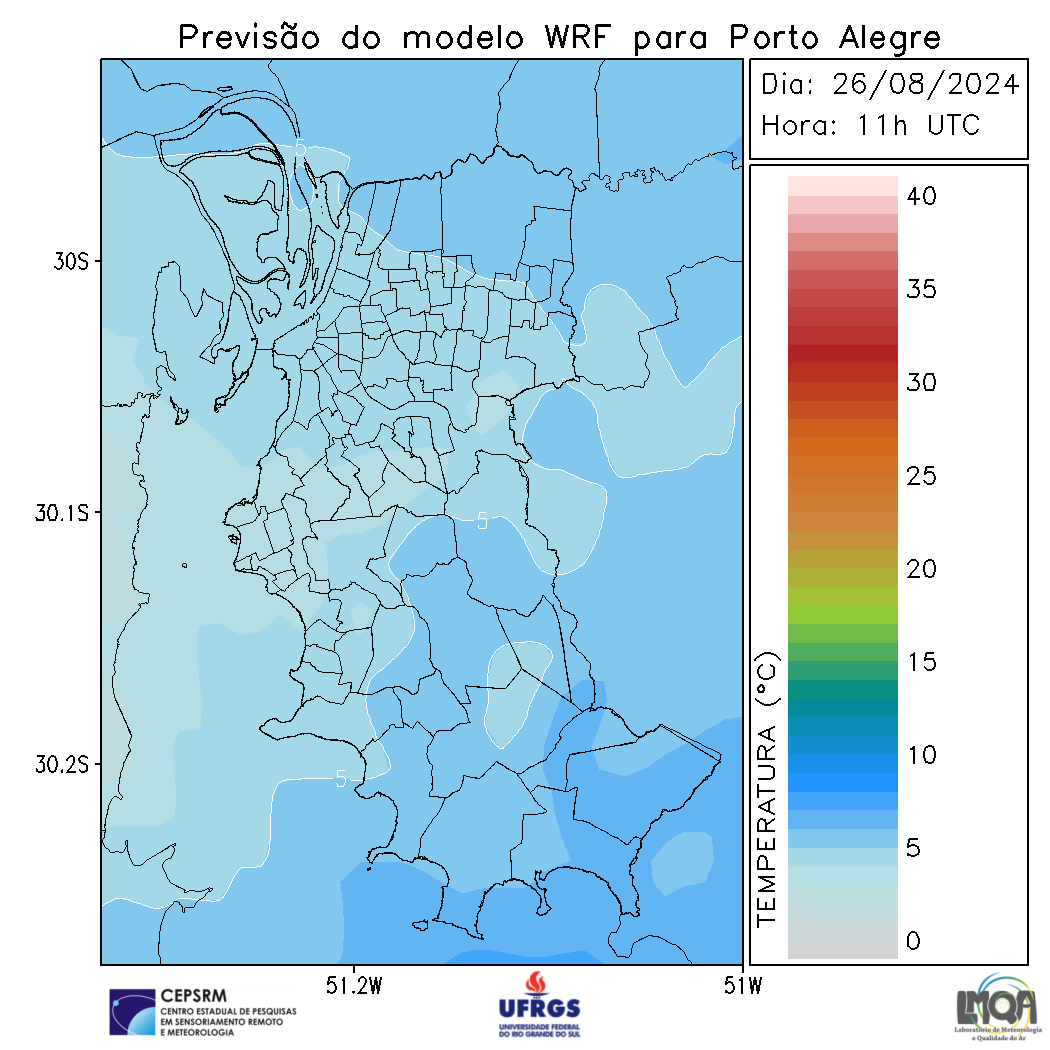 Previsão do modelo WRF para Porto Alegre
Dia: 26/08/2024
Hora: 11h UTC
30S
30.1S
30.2S
51.2W
51W
5
5
5
TEMPERATURA (°C)
40
35
30
25
20
15
10
5
0
CEPSRM
CENTRO ESTADUAL DE PESQUISAS
EM SENSORIAMENTO REMOTO
E METEOROLOGIA
UFRGS
UNIVERSIDADE FEDERAL
DO RIO GRANDE DO SUL
LMQA
Laboratório de Meteorologia
e Qualidade do Ar